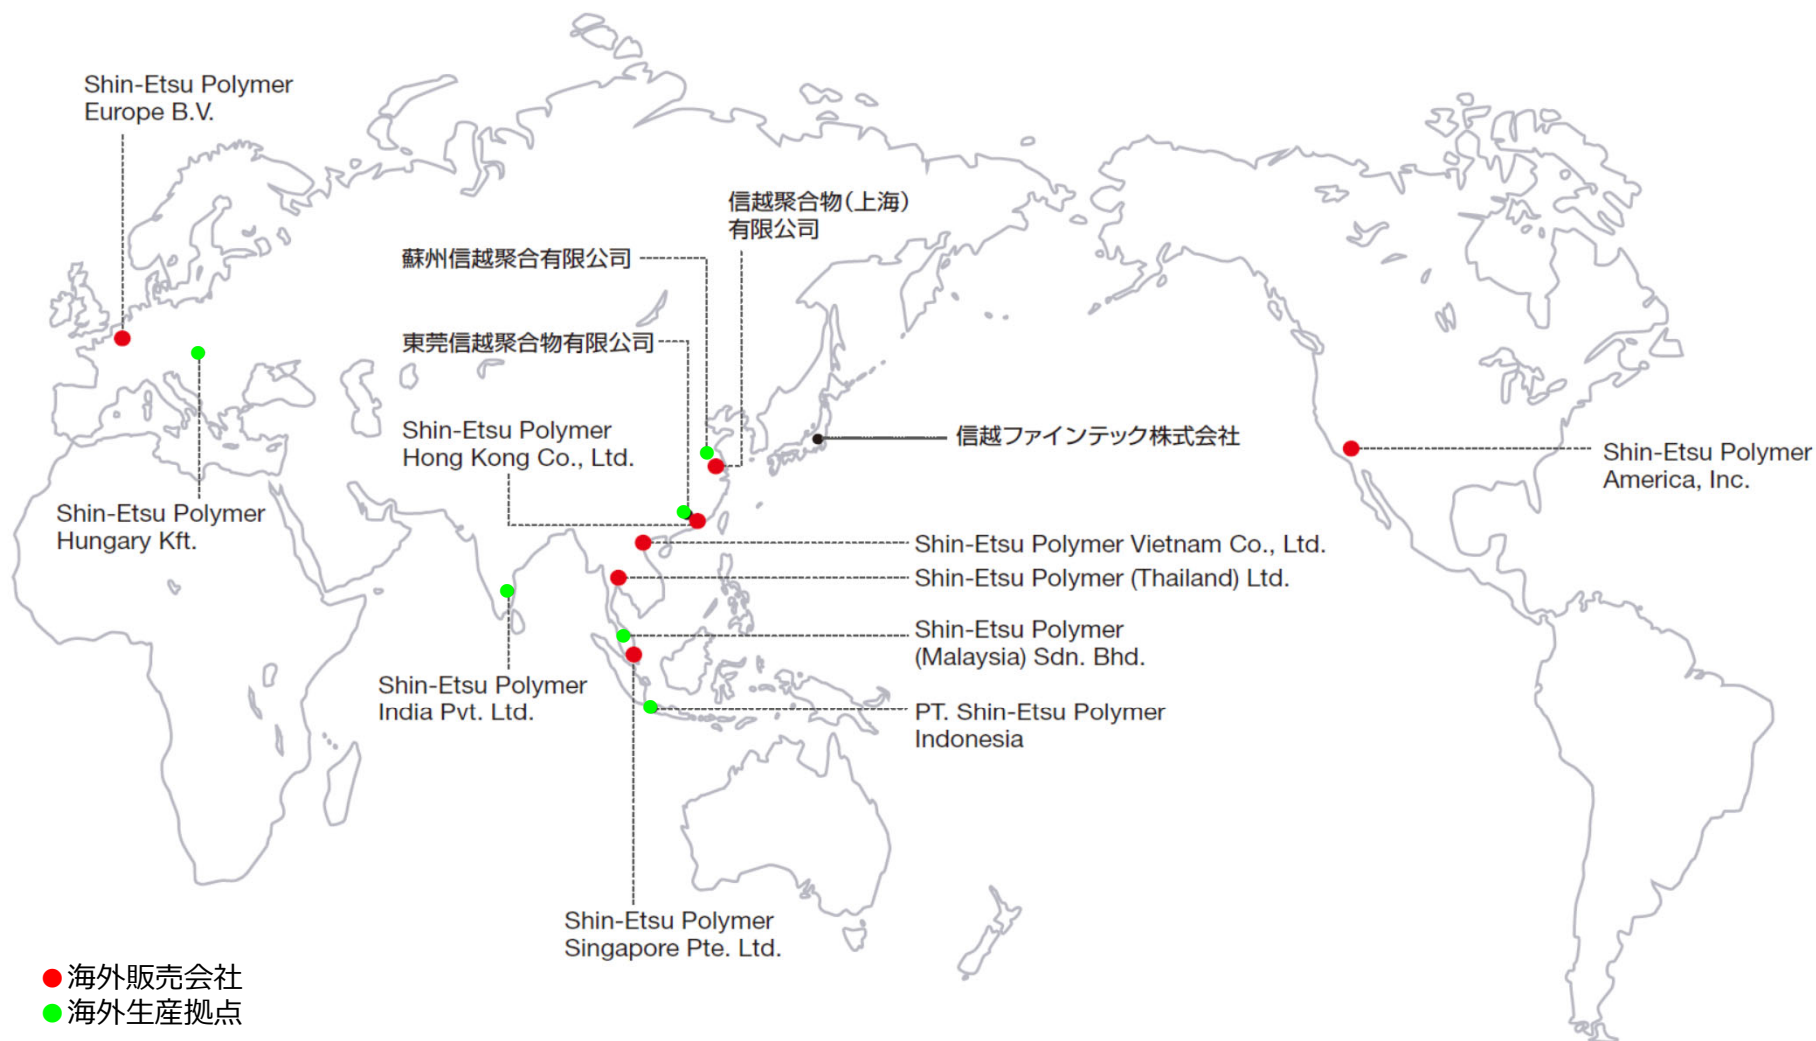 Shin-Etsu Polymer
Europe B.V.
信越聚合物(上海)
有限公司
蘇州信越聚合有限公司
東莞信越聚合物有限公司
Shin-Etsu Polymer
Hong Kong Co., Ltd.
信越ファインテック株式会社
Shin-Etsu Polymer
America, Inc.
Shin-Etsu Polymer
Hungary Kft.
Shin-Etsu Polymer Vietnam Co., Ltd.
Shin-Etsu Polymer (Thailand) Ltd.
Shin-Etsu Polymer
(Malaysia) Sdn. Bhd.
Shin-Etsu Polymer
India Pvt. Ltd.
PT. Shin-Etsu Polymer
Indonesia
Shin-Etsu Polymer
Singapore Pte. Ltd.
海外販売会社
海外生産拠点